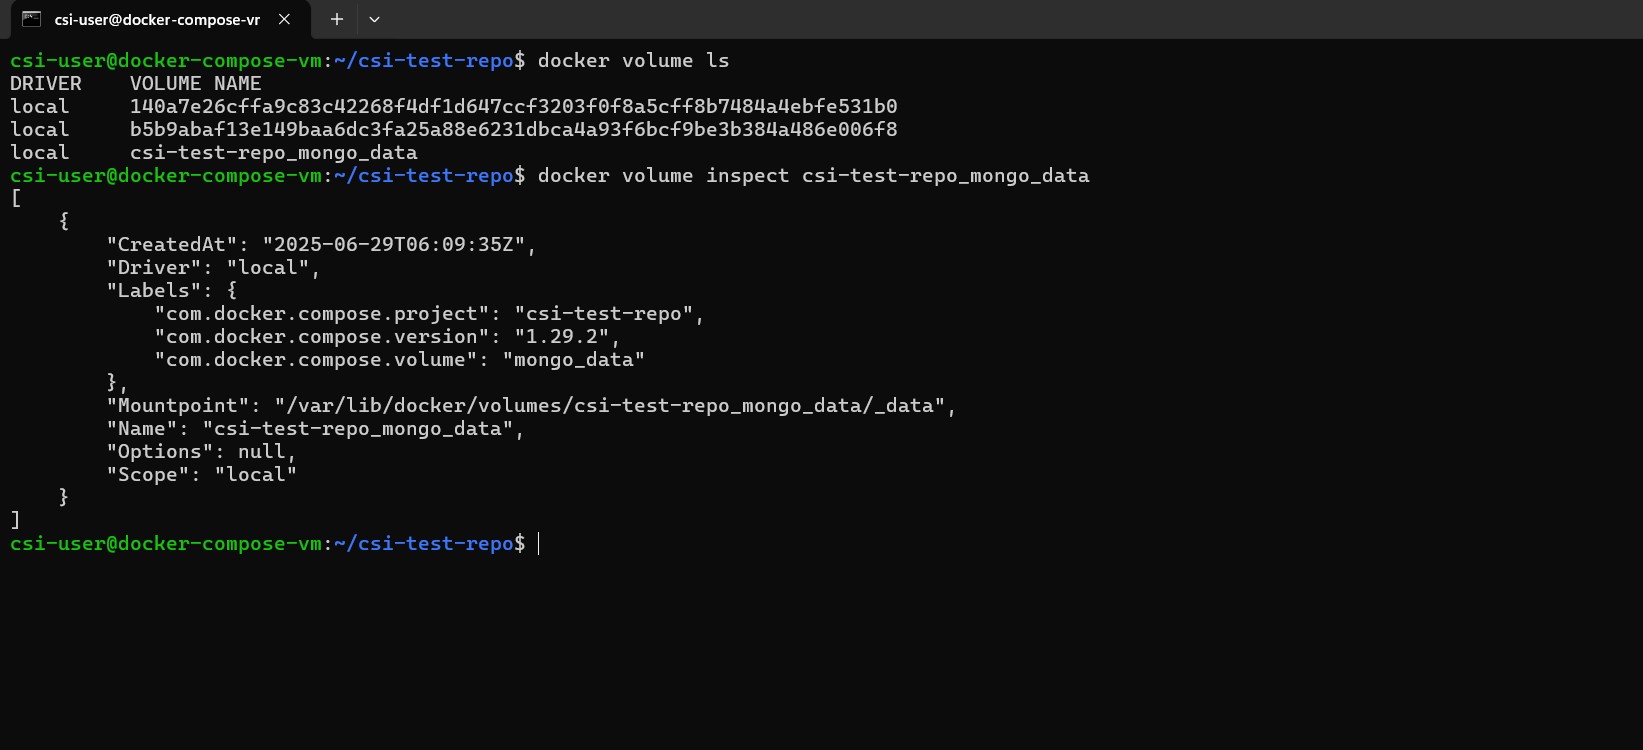 csi-user@docker-compose-vr
csi-user@docker-compose-vm:~/csi-test-repo$ docker volume ls
DRIVER    VOLUME NAME
local     140a7e26cffa9c83c42268f4df1d647ccf3203f0f8a5cff8b7484a4ebfe531b0
local     b5b9abaf13e149baa6dc3fa25a88e6231dbca4a93f6bcf9be3b384a486e006f8
local     csi-test-repo_mongo_data
csi-user@docker-compose-vm:~/csi-test-repo$ docker volume inspect csi-test-repo_mongo_data
[
    {
        "CreatedAt": "2025-06-29T06:09:35Z",
        "Driver": "local",
        "Labels": {
            "com.docker.compose.project": "csi-test-repo",
            "com.docker.compose.version": "1.29.2",
            "com.docker.compose.volume": "mongo_data"
        },
        "Mountpoint": "/var/lib/docker/volumes/csi-test-repo_mongo_data/_data",
        "Name": "csi-test-repo_mongo_data",
        "Options": null,
        "Scope": "local"
    }
]
csi-user@docker-compose-vm:~/csi-test-repo$